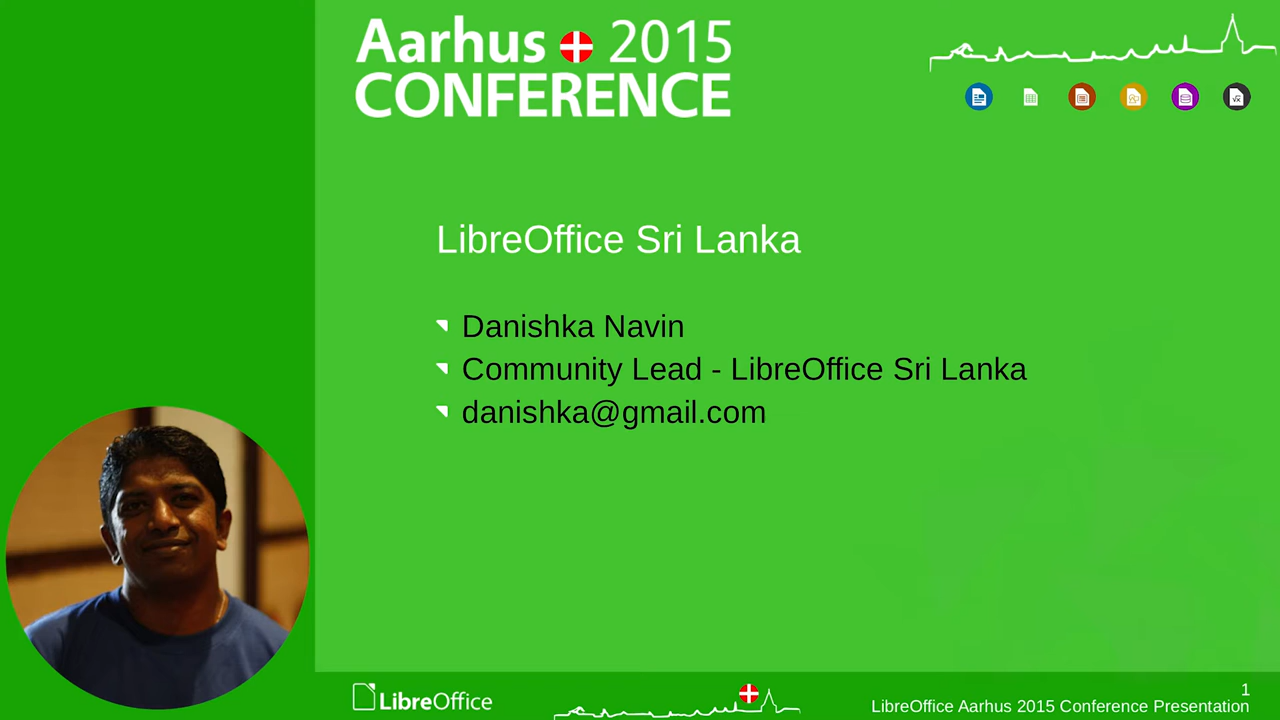 Aarhus 2015
CONFERENCE
LibreOffice Sri Lanka
Danishka Navin
Community Lead - LibreOffice Sri Lanka
danishka@gmail.com
LibreOffice
1
LibreOffice Aarhus 2015 Conference Presentation